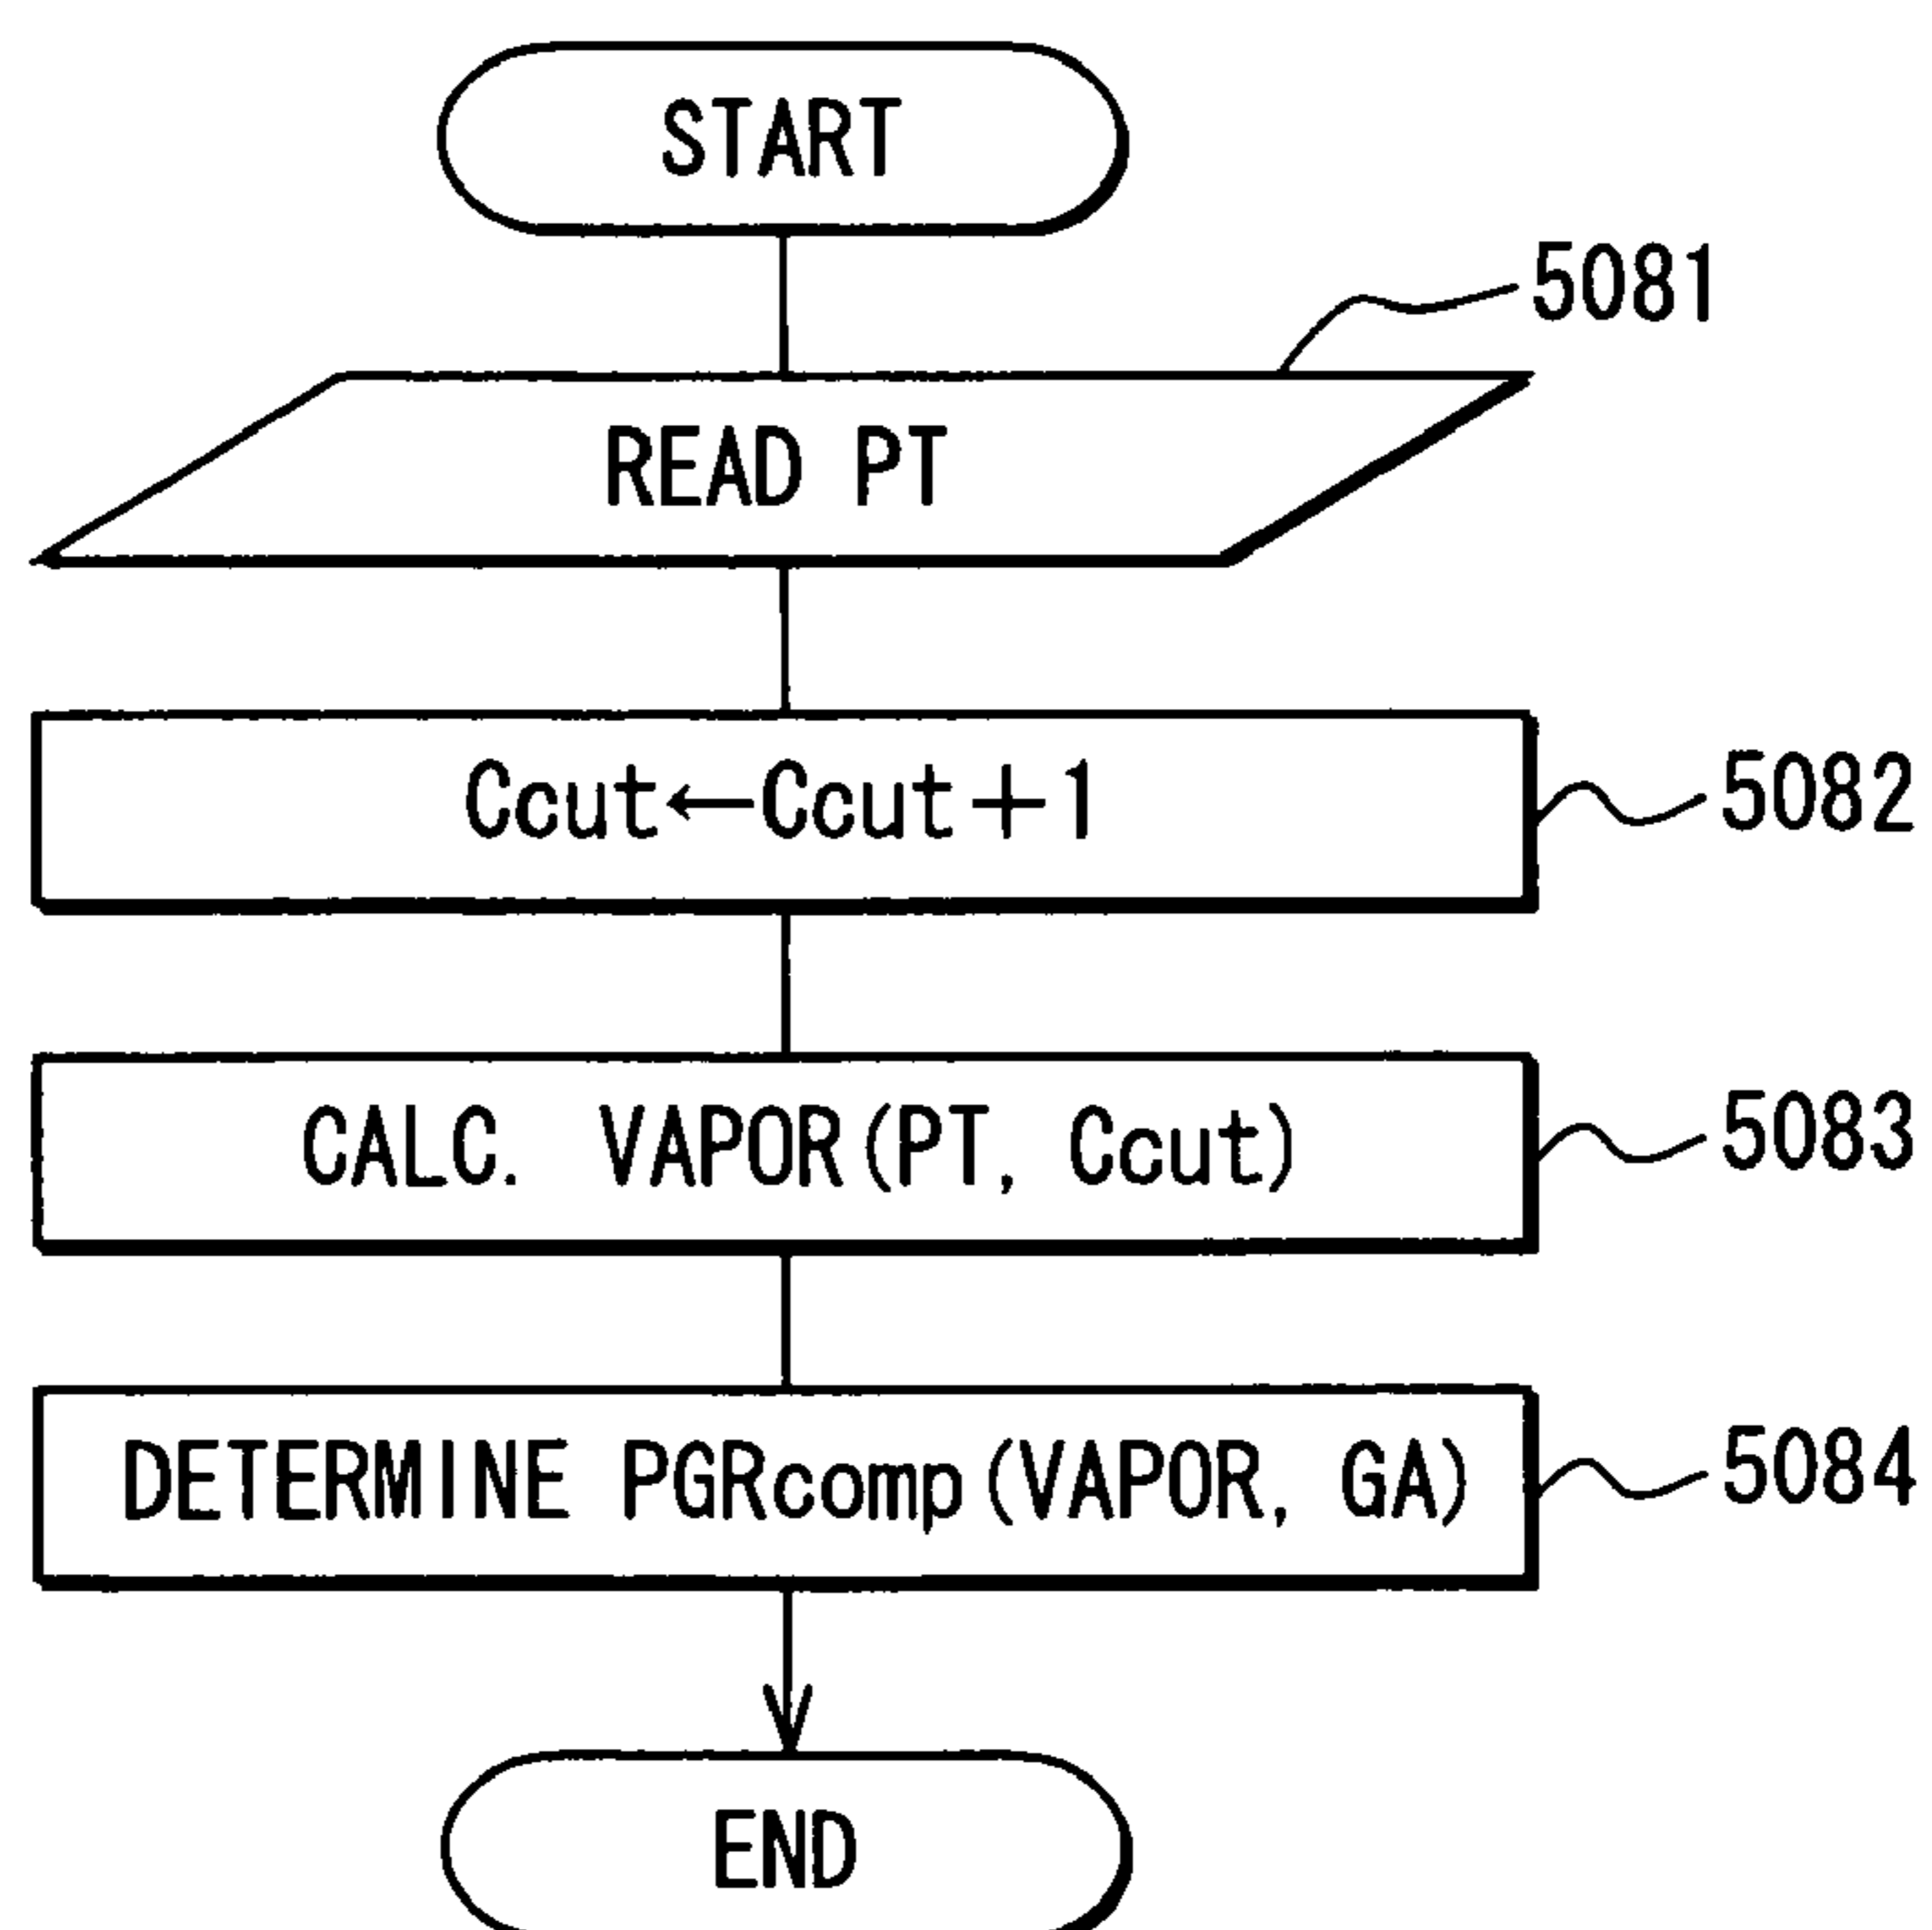 START
5081
READ PT
Ccut←Ccut+1
5082
CALC. VAPOR(PT, Ccut)
5083
DETERMINE PGRcomp(VAPOR, GA)
5084
END